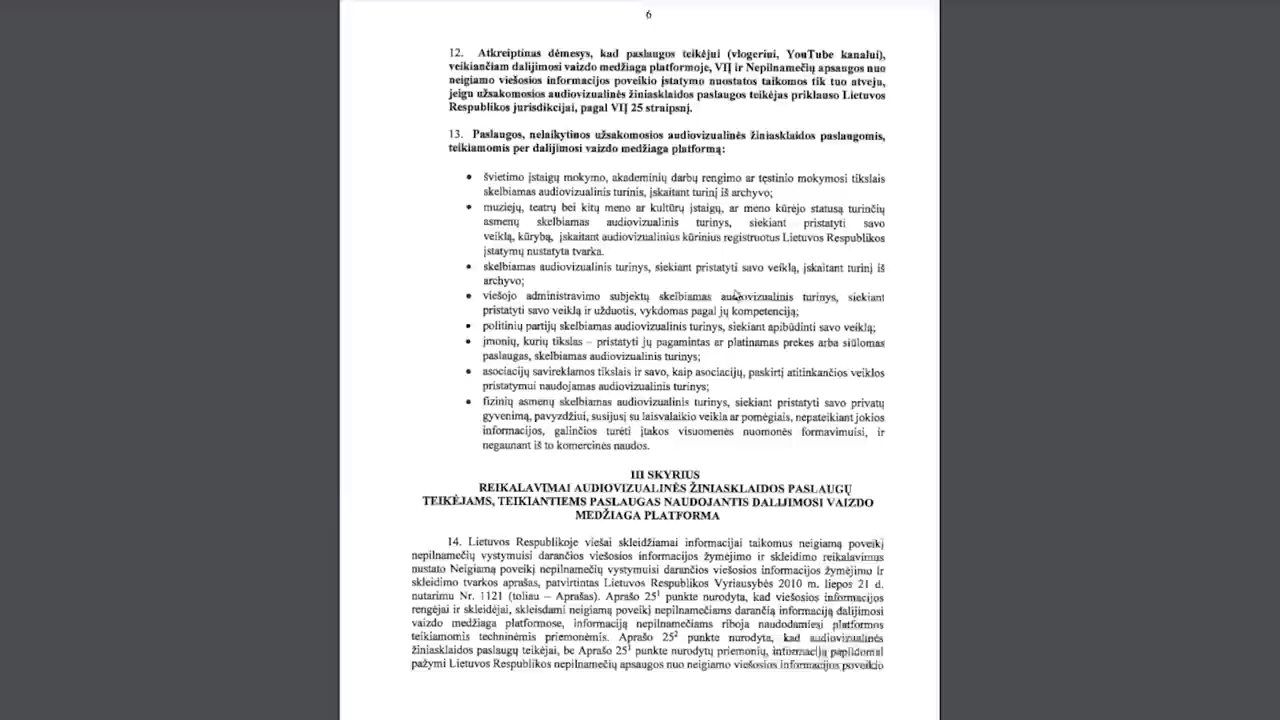 6
12. Atkreiptinas dėmesys, kad paslaugos teikėjui (vlogeriui, YouTube kanalui),
veikiančiam dalijimosi vaizdo medžiaga platformoje, VIĮ ir Nepilnamečių apsaugos nuo
neigiamo viešosios informacijos poveikio įstatymo nuostatos taikomos tik tuo atveju,
jeigu užsakomosios audiovizualinės žiniasklaidos paslaugos teikėjas priklauso Lietuvos
Respublikos jurisdikcijai, pagal VIĮ 25 straipsnį.
13. Paslaugos, nelaikytinos užsakomosios audiovizualinės žiniasklaidos paslaugomis,
teikiamomis per dalijimosi vaizdo medžiaga platformą:
• švietimo įstaigų mokymo, akademinių darbų rengimo ar tęstinio mokymosi tikslais
skelbiamas audiovizualinis turinis, įskaitant turinį iš archyvo;
• muziejų, teatrų bei kitų meno ar kultūrų įstaigų, ar meno kūrėjo statusą turinčių
asmenų skelbiamas audiovizualinis turinys, siekiant pristatyti savo
veiklą, kūrybą, įskaitant audiovizualinius kūrinius registruotus Lietuvos Respublikos
įstatymų nustatyta tvarka.
• skelbiamas audiovizualinis turinys, siekiant pristatyti savo veiklą, įskaitant turinį iš
archyvo;
• viešojo administravimo subjektų skelbiamas audiovizualinis turinys, siekiant
pristatyti savo veiklą ir užduotis, vykdomas pagal jų kompetenciją;
• politinių partijų skelbiamas audiovizualinis turinys, siekiant apibūdinti savo veiklą;
• įmonių, kurių tikslas – pristatyti jų pagamintas ar platinamas prekes arba siūlomas
paslaugas, skelbiamas audiovizualinis turinys;
• asociacijų savireklamos tikslais ir savo, kaip asociacijų, paskirtį atitinkančios veiklos
pristatymui naudojamas audiovizualinis turinys;
• fizinių asmenų skelbiamas audiovizualinis turinys, siekiant pristatyti savo privatų
gyvenimą, pavyzdžiui, susijusį su laisvalaikio veikla ar pomėgiais, nepateikiant jokios
informacijos, galinčios turėti įtakos visuomenės nuomonės formavimuisi, ir
negaunant iš to komercinės naudos.
III SKYRIUS
REIKALAVIMAI AUDIOVIZUALINĖS ŽINIASKLAIDOS PASLAUGŲ
TEIKĖJAMS, TEIKIANTIEMS PASLAUGAS NAUDOJANTIS DALIJIMOSI VAIZDO
MEDŽIAGA PLATFORMA
14. Lietuvos Respublikoje viešai skleidžiamai informacijai taikomus neigiamą poveikį
nepilnamečių vystymuisi darančios viešosios informacijos žymėjimo ir skleidimo reikalavimus
nustato Neigiamą poveikį nepilnamečių vystymuisi darančios viešosios informacijos žymėjimo ir
skleidimo tvarkos aprašas, patvirtintas Lietuvos Respublikos Vyriausybės 2010 m. liepos 21 d.
nutarimu Nr. 1121 (toliau – Aprašas). Aprašo 25¹ punkte nurodyta, kad viešosios informacijos
rengėjai ir skleidėjai, skleisdami neigiamą poveikį nepilnamečiams darančią informaciją dalijimosi
vaizdo medžiaga platformose, informaciją nepilnamečiams riboja naudodamiesi platformos
teikiamomis techninėmis priemonėmis. Aprašo 25² punkte nurodyta, kad audiovizualinės
žiniasklaidos paslaugų teikėjai, be Aprašo 25¹ punkte nurodytų priemonių, informaciją papildomai
pažymi Lietuvos Respublikos nepilnamečių apsaugos nuo neigiamo viešosios informacijos poveikio